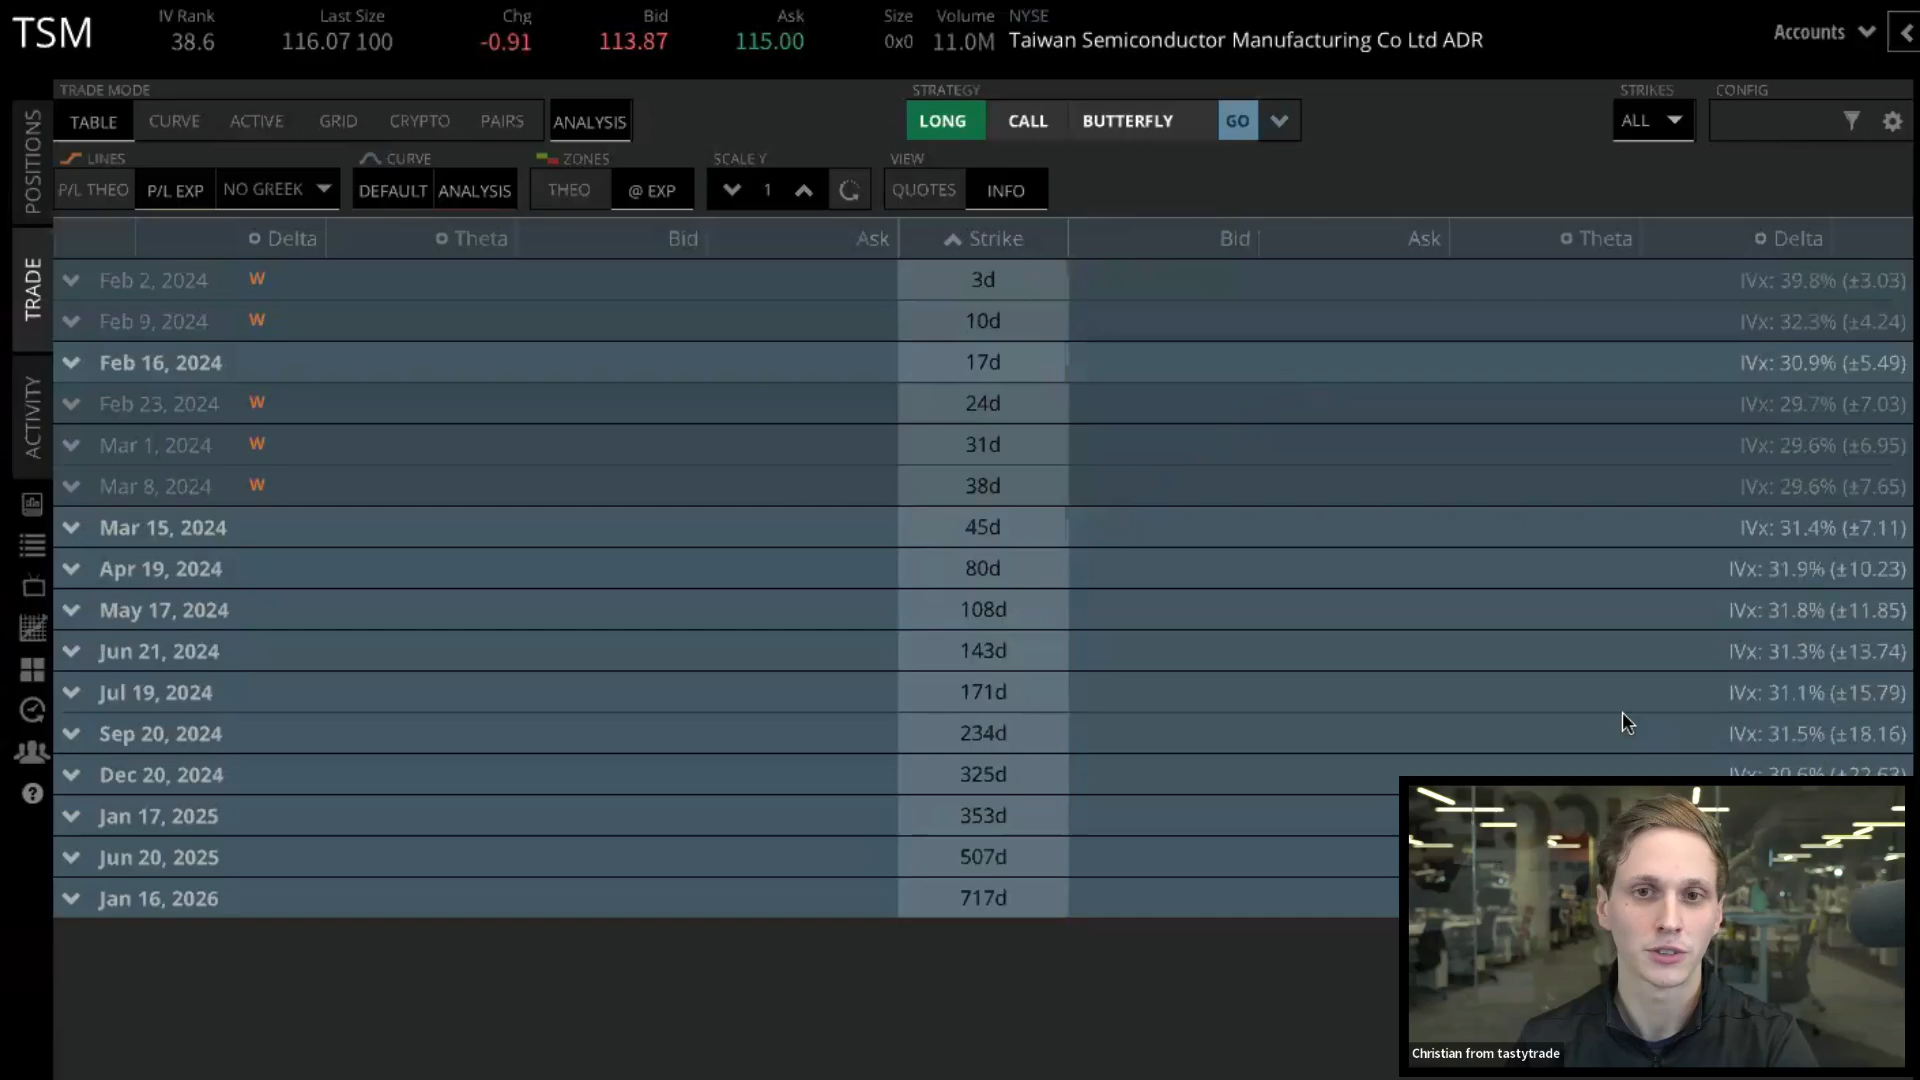 TSM
IV Rank
38.6
Last Size
116.07 100
Chg
-0.91
Bid
113.87
Ask
115.00
Size
0x0
Volume
11.0M
NYSE
Taiwan Semiconductor Manufacturing Co Ltd ADR
Accounts
TRADE MODE
TABLE CURVE ACTIVE GRID CRYPTO PAIRS ANALYSIS
STRATEGY
LONG CALL BUTTERFLY GO
STRIKES
ALL
CONFIG
LINES
P/L THEO P/L EXP NO GREEK
CURVE
DEFAULT ANALYSIS
ZONES
THEO @ EXP
SCALE Y
1
VIEW
QUOTES INFO
POSITIONS
TRADE
ACTIVITY
Delta Theta Bid Ask Strike Bid Ask Theta Delta
Feb 2, 2024 W 3d IVx: 39.8% (±3.03)
Feb 9, 2024 W 10d IVx: 32.3% (±4.24)
Feb 16, 2024 17d IVx: 30.9% (±5.49)
Feb 23, 2024 W 24d IVx: 29.7% (±7.03)
Mar 1, 2024 W 31d IVx: 29.6% (±6.95)
Mar 8, 2024 W 38d IVx: 29.6% (±7.65)
Mar 15, 2024 45d IVx: 31.4% (±7.11)
Apr 19, 2024 80d IVx: 31.9% (±10.23)
May 17, 2024 108d IVx: 31.8% (±11.85)
Jun 21, 2024 143d IVx: 31.3% (±13.74)
Jul 19, 2024 171d IVx: 31.1% (±15.79)
Sep 20, 2024 234d IVx: 31.5% (±18.16)
Dec 20, 2024 325d IVx: 30.6% (±22.63)
Jan 17, 2025 353d
Jun 20, 2025 507d
Jan 16, 2026 717d
Christian from tastytrade